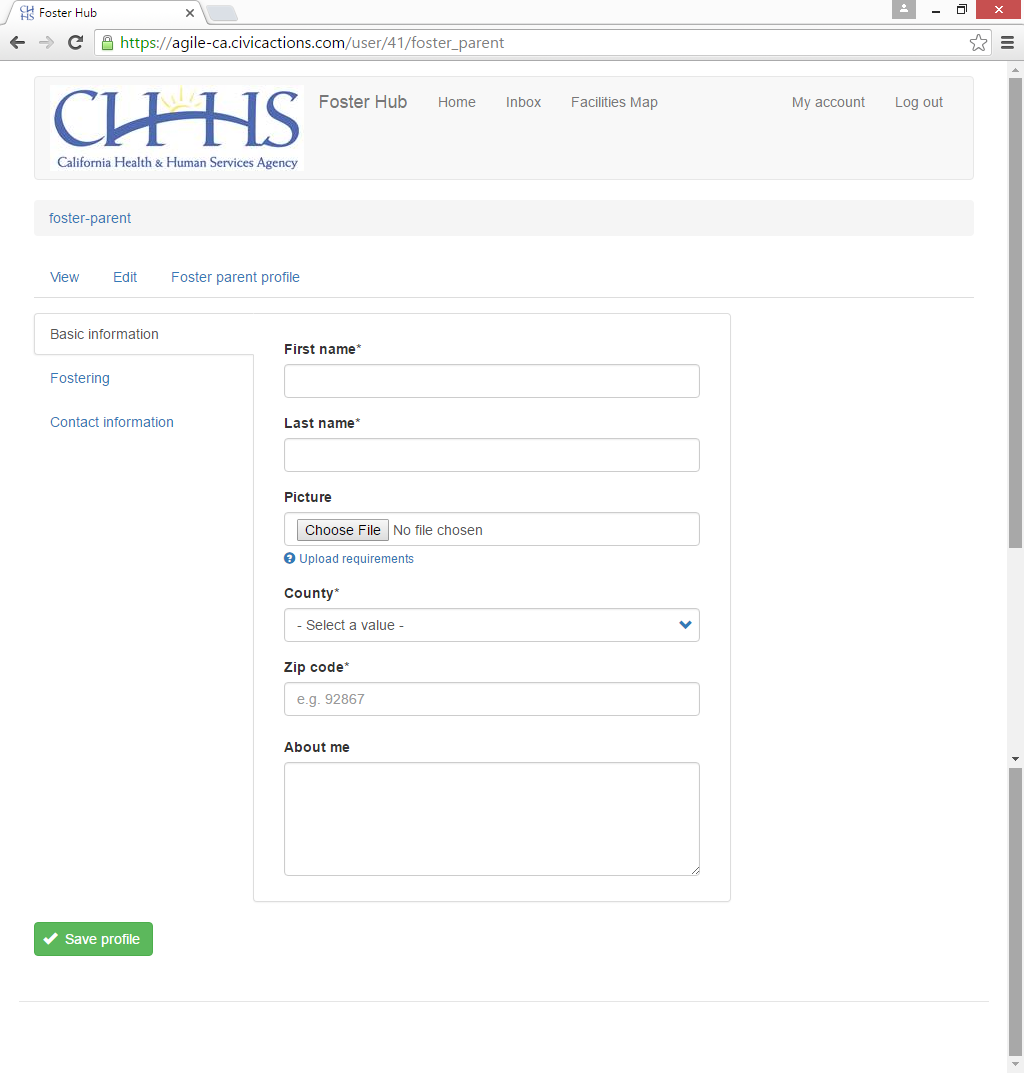 Foster Hub
https://agile-ca.civicactions.com/user/41/foster_parent
CHHS
California Health & Human Services Agency
Foster Hub Home Inbox Facilities Map My account Log out
foster-parent
View Edit Foster parent profile
Basic information
Fostering
Contact information
First name*
Last name*
Picture
Choose File No file chosen
Upload requirements
County*
- Select a value -
Zip code*
e.g. 92867
About me
Save profile